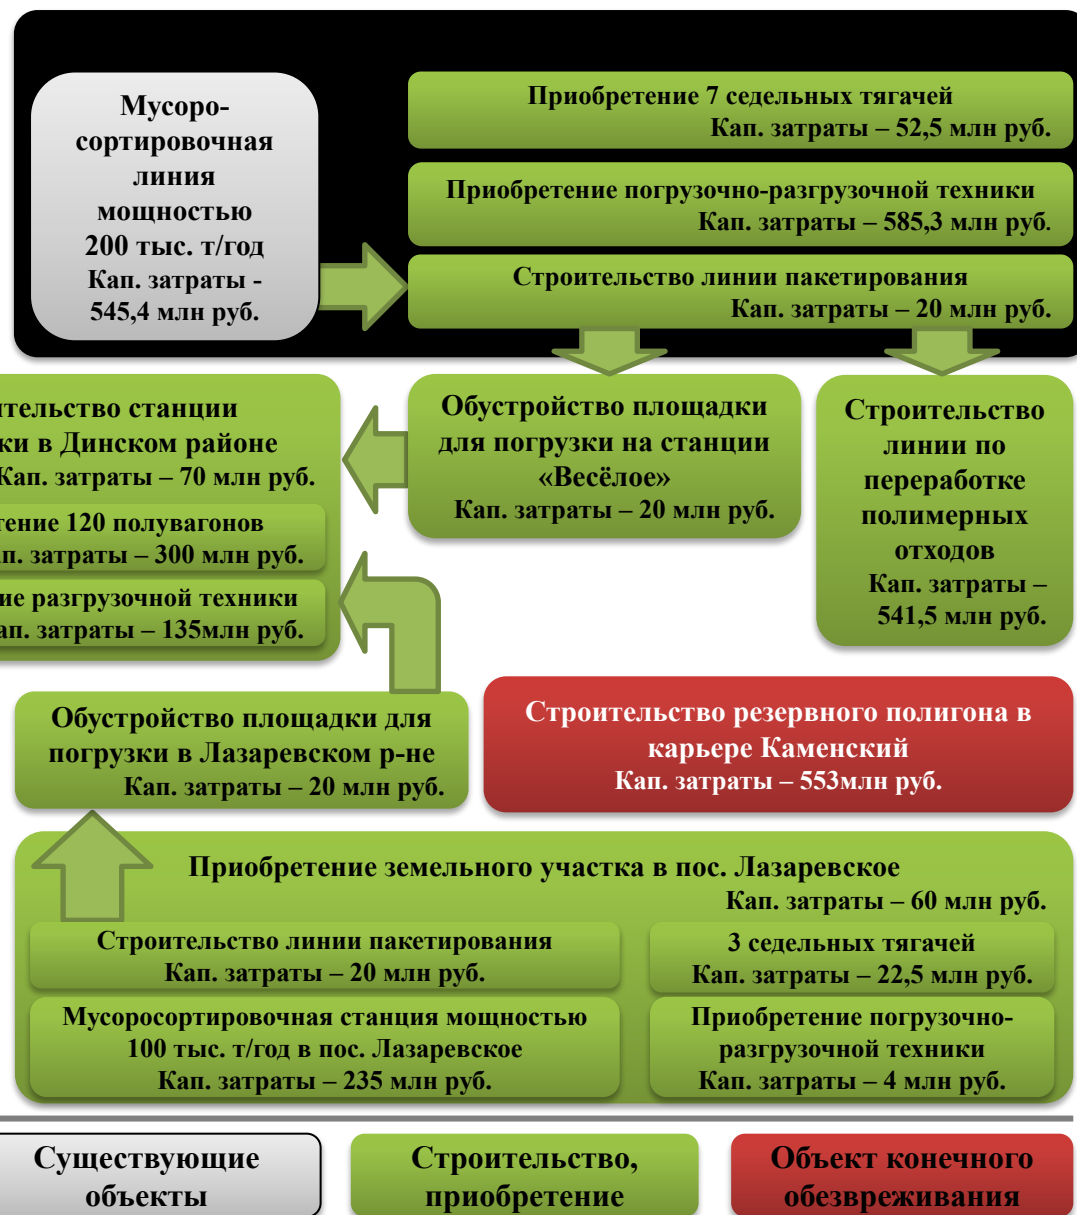 Мусоро-
сортировочная
линия
мощностью
200 тыс. т/год
Кап. затраты -
545,4 млн руб.
Приобретение 7 седельных тягачей
Кап. затраты – 52,5 млн руб.
Приобретение погрузочно-разгрузочной техники
Кап. затраты – 585,3 млн руб.
Строительство линии пакетирования
Кап. затраты – 20 млн руб.
ительство станции
ки в Динском районе
Кап. затраты – 70 млн руб.
тение 120 полувагонов
ап. затраты – 300 млн руб.
ие разгрузочной техники
ап. затраты – 135млн руб.
Обустройство площадки
для погрузки на станции
«Весёлое»
Кап. затраты – 20 млн руб.
Строительство
линии по
переработке
полимерных
отходов
Кап. затраты –
541,5 млн руб.
Обустройство площадки для
погрузки в Лазаревском р-не
Кап. затраты – 20 млн руб.
Строительство резервного полигона в
карьере Каменский
Кап. затраты – 553млн руб.
Приобретение земельного участка в пос. Лазаревское
Кап. затраты – 60 млн руб.
Строительство линии пакетирования
Кап. затраты – 20 млн руб.
3 седельных тягачей
Кап. затраты – 22,5 млн руб.
Мусоросортировочная станция мощностью
100 тыс. т/год в пос. Лазаревское
Кап. затраты – 235 млн руб.
Приобретение погрузочно-
разгрузочной техники
Кап. затраты – 4 млн руб.
Существующие
объекты
Строительство,
приобретение
Объект конечного
обезвреживания